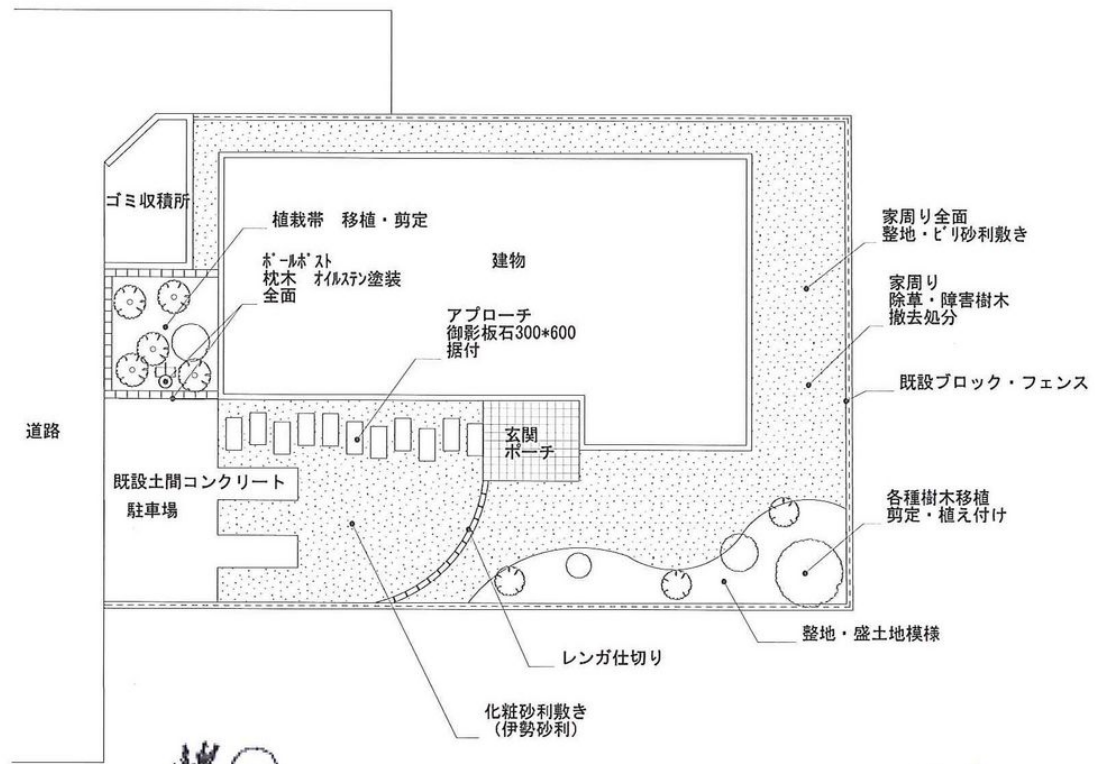 ゴミ収積所
植栽帯 移植・剪定
ﾎﾟｰﾙﾎﾟｽﾄ
枕木 ｵｲﾙｽﾃﾝ塗装
全面
建物
アプローチ
御影板石300*600
据付
家周り全面
整地・ﾋﾞﾘ砂利敷き
家周り
除草・障害樹木
撤去処分
既設ブロック・フェンス
道路
玄関
ポーチ
既設土間コンクリート
駐車場
各種樹木移植
剪定・植え付け
整地・盛土地模様
レンガ仕切り
化粧砂利敷き
(伊勢砂利)